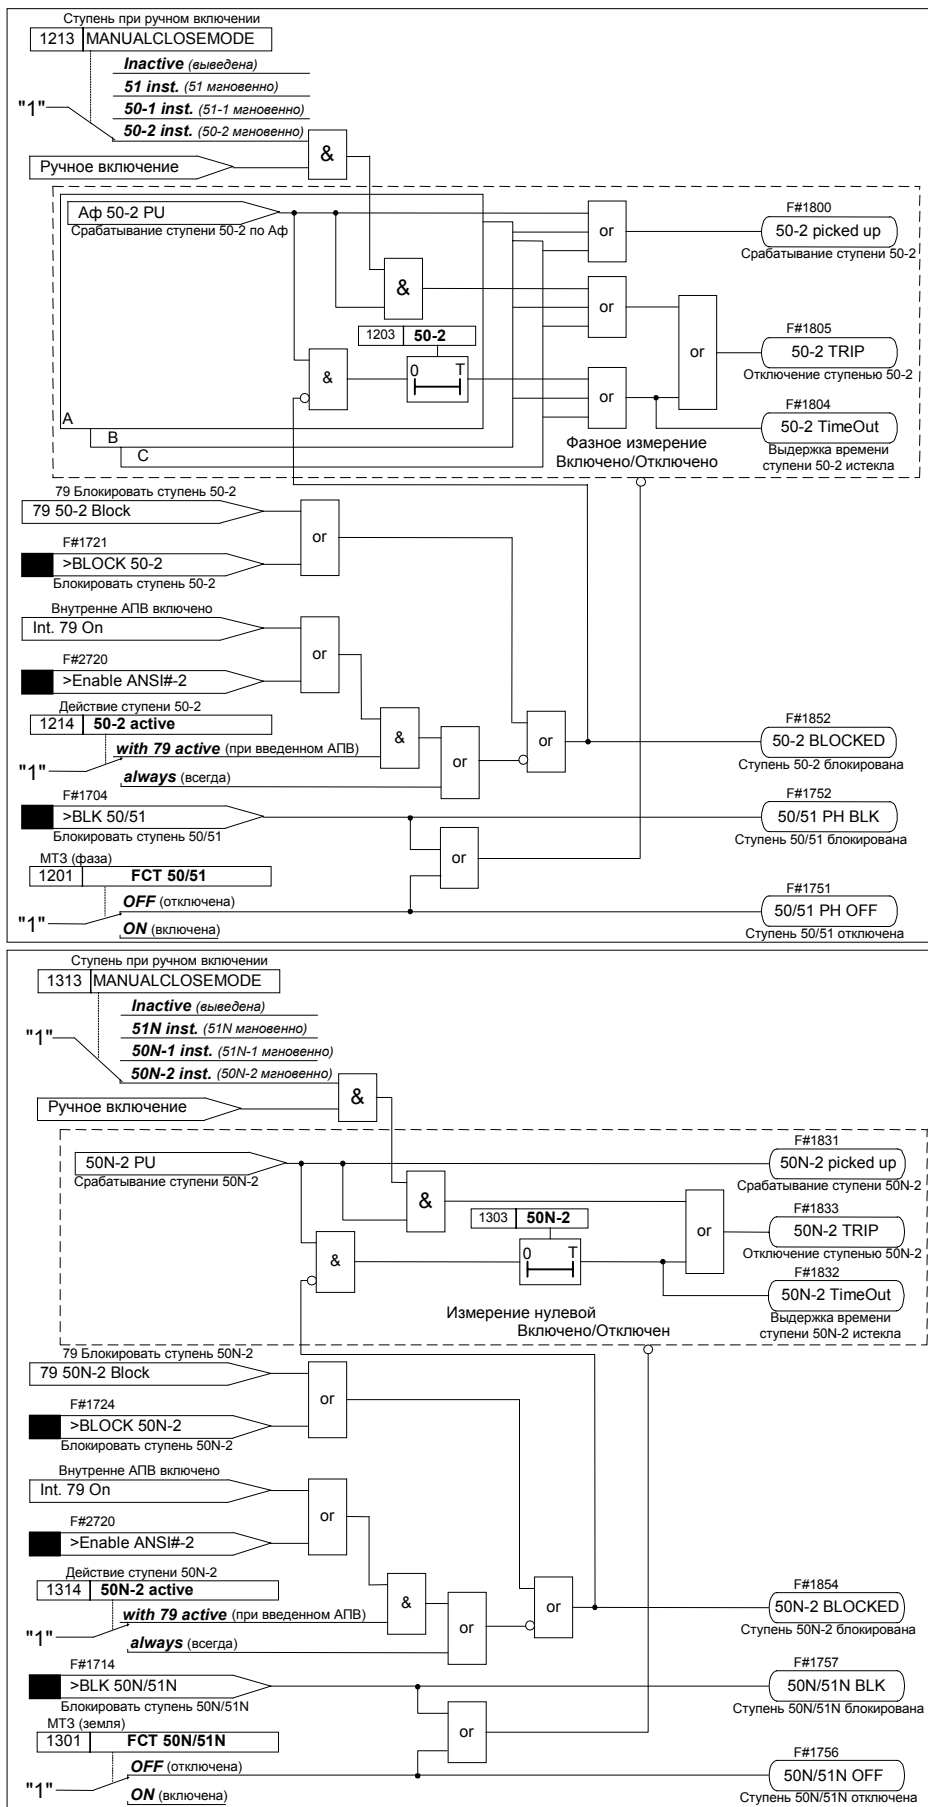 Ступень при ручном включении
1213 MANUALCLOSEMODE
Inactive (выведена)
51 inst. (51 мгновенно)
50-1 inst. (51-1 мгновенно)
50-2 inst. (50-2 мгновенно)
"1"
&
Ручное включение
Аф 50-2 PU
Срабатывание ступени 50-2 по Аф
or
F#1800
50-2 picked up
Срабатывание ступени 50-2
&
or
1203 50-2
0 T
&
or
F#1805
50-2 TRIP
Отключение ступенью 50-2
or
F#1804
50-2 TimeOut
Выдержка времени
ступени 50-2 истекла
A
B
C
Фазное измерение
Включено/Отключено
79 Блокировать ступень 50-2
79 50-2 Block
or
F#1721
>BLOCK 50-2
Блокировать ступень 50-2
Внутренне АПВ включено
Int. 79 On
or
F#2720
>Enable ANSI#-2
Действие ступени 50-2
1214 50-2 active
with 79 active (при введенном АПВ)
"1"
always (всегда)
&
or
or
F#1852
50-2 BLOCKED
Ступень 50-2 блокирована
F#1704
>BLK 50/51
Блокировать ступень 50/51
F#1752
50/51 PH BLK
Ступень 50/51 блокирована
or
МТЗ (фаза)
1201 FCT 50/51
OFF (отключена)
"1"
ON (включена)
F#1751
50/51 PH OFF
Ступень 50/51 отключена
Ступень при ручном включении
1313 MANUALCLOSEMODE
Inactive (выведена)
51N inst. (51N мгновенно)
50N-1 inst. (51N-1 мгновенно)
50N-2 inst. (50N-2 мгновенно)
"1"
&
Ручное включение
50N-2 PU
Срабатывание ступени 50N-2
F#1831
50N-2 picked up
Срабатывание ступени 50N-2
&
1303 50N-2
0 T
&
or
F#1833
50N-2 TRIP
Отключение ступенью 50N-2
F#1832
50N-2 TimeOut
Выдержка времени
ступени 50N-2 истекла
Измерение нулевой
Включено/Отключен
79 Блокировать ступень 50N-2
79 50N-2 Block
or
F#1724
>BLOCK 50N-2
Блокировать ступень 50N-2
Внутренне АПВ включено
Int. 79 On
or
F#2720
>Enable ANSI#-2
Действие ступени 50N-2
1314 50N-2 active
with 79 active (при введенном АПВ)
"1"
always (всегда)
&
or
or
F#1854
50N-2 BLOCKED
Ступень 50N-2 блокирована
F#1714
>BLK 50N/51N
Блокировать ступень 50N/51N
F#1757
50N/51N BLK
Ступень 50N/51N блокирована
or
МТЗ (земля)
1301 FCT 50N/51N
OFF (отключена)
"1"
ON (включена)
F#1756
50N/51N OFF
Ступень 50N/51N отключена